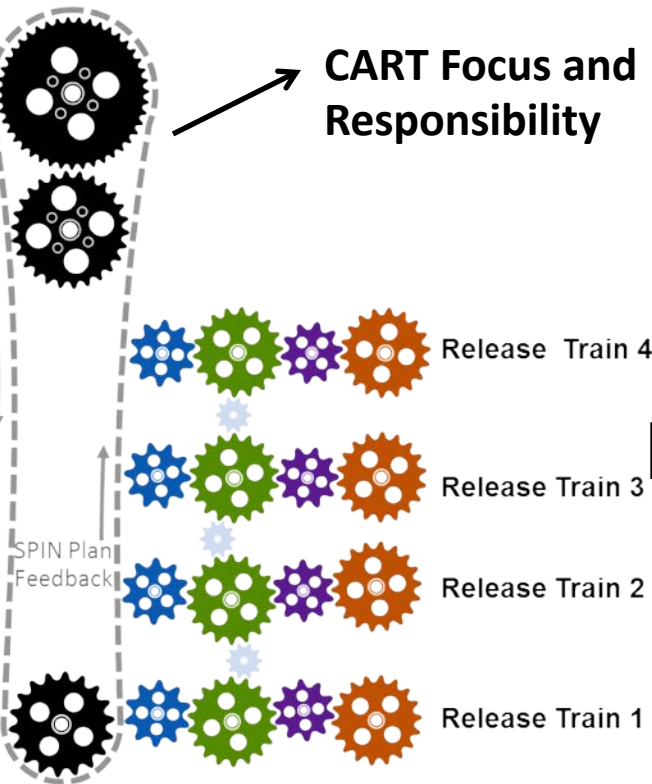 CART Focus and
Responsibility
Release Train 4
Release Train 3
SPIN Plan
Feedback
Release Train 2
Release Train 1